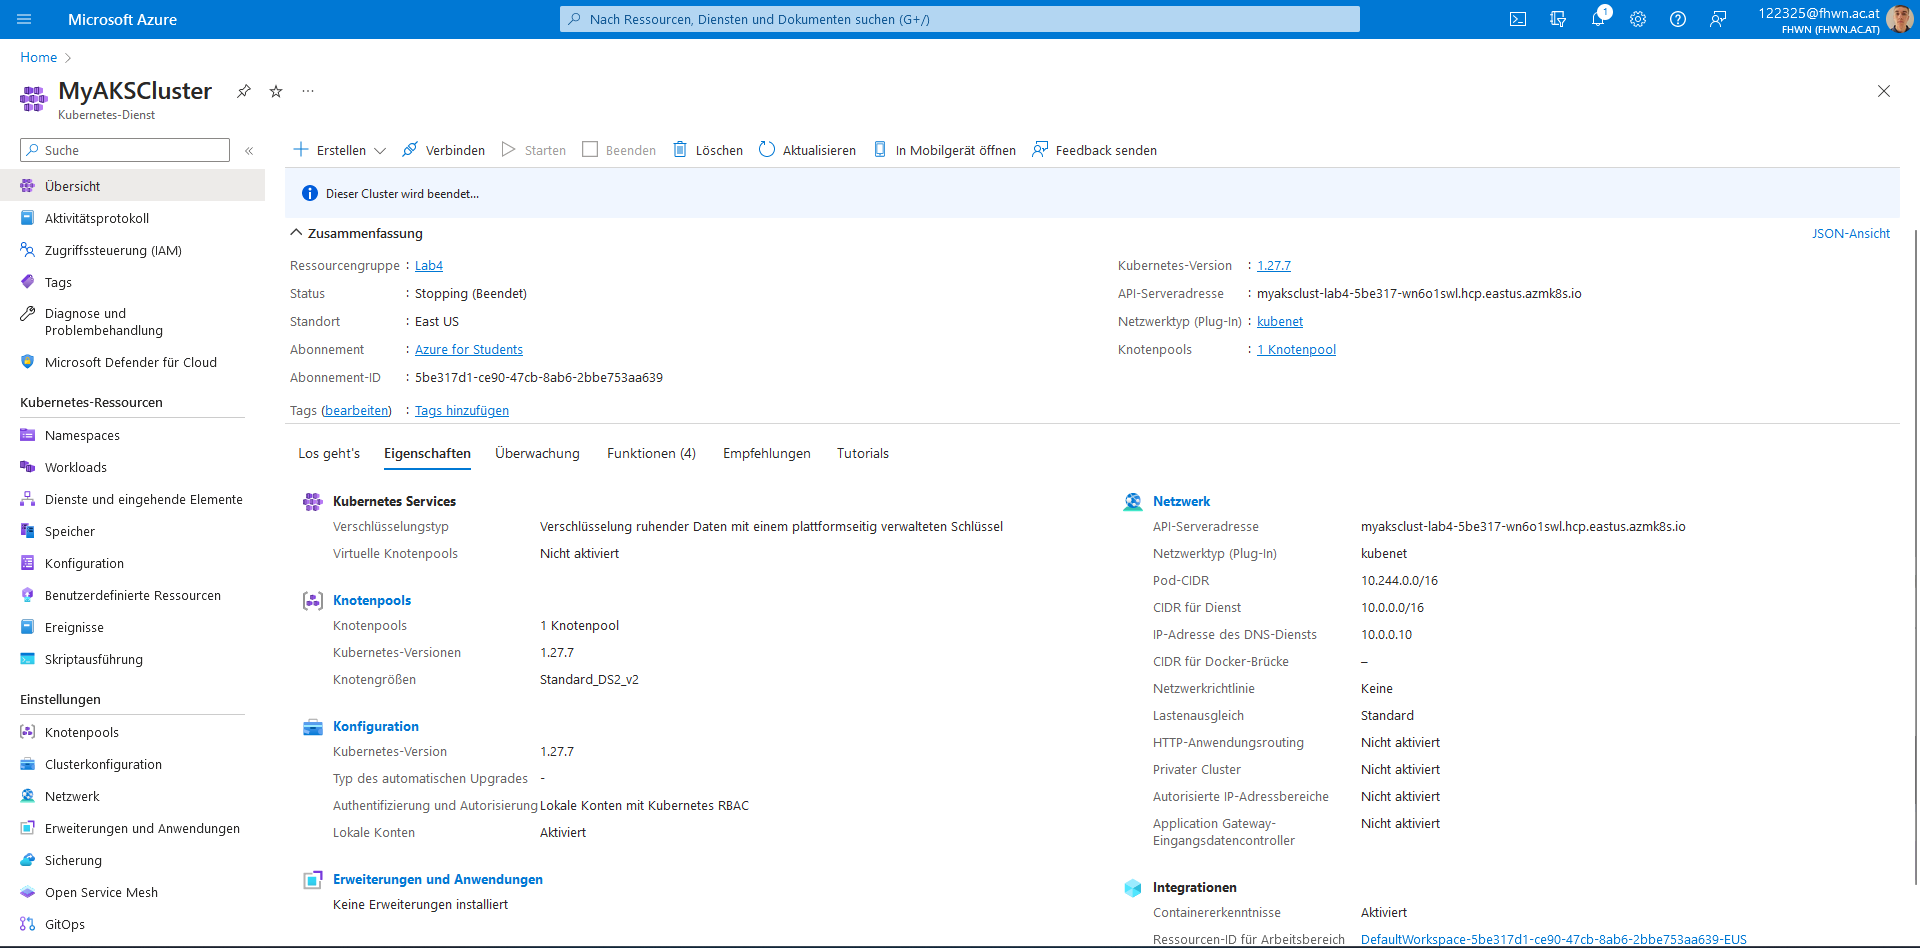 Microsoft Azure
Nach Ressourcen, Diensten und Dokumenten suchen (G+/)
1
122325@fhwn.ac.at
FHWN (FHWN.AC.AT)
Home
MyAKSCluster
Kubernetes-Dienst
Suche
Erstellen
Verbinden
Starten
Beenden
Löschen
Aktualisieren
In Mobilgerät öffnen
Feedback senden
Übersicht
Aktivitätsprotokoll
Zugriffssteuerung (IAM)
Tags
Diagnose und
Problembehandlung
Microsoft Defender für Cloud
Kubernetes-Ressourcen
Namespaces
Workloads
Dienste und eingehende Elemente
Speicher
Konfiguration
Benutzerdefinierte Ressourcen
Ereignisse
Skriptausführung
Einstellungen
Knotenpools
Clusterkonfiguration
Netzwerk
Erweiterungen und Anwendungen
Sicherung
Open Service Mesh
GitOps
Dieser Cluster wird beendet...
Zusammenfassung
JSON-Ansicht
Ressourcengruppe : Lab4
Status : Stopping (Beendet)
Standort : East US
Abonnement : Azure for Students
Abonnement-ID : 5be317d1-ce90-47cb-8ab6-2bbe753aa639
Tags (bearbeiten) : Tags hinzufügen
Kubernetes-Version : 1.27.7
API-Serveradresse : myaksclust-lab4-5be317-wn6o1swl.hcp.eastus.azmk8s.io
Netzwerktyp (Plug-In) : kubenet
Knotenpools : 1 Knotenpool
Los geht's
Eigenschaften
Überwachung
Funktionen (4)
Empfehlungen
Tutorials
Kubernetes Services
Verschlüsselungstyp Verschlüsselung ruhender Daten mit einem plattformseitig verwalteten Schlüssel
Virtuelle Knotenpools Nicht aktiviert
Knotenpools
Knotenpools 1 Knotenpool
Kubernetes-Versionen 1.27.7
Knotengrößen Standard_DS2_v2
Konfiguration
Kubernetes-Version 1.27.7
Typ des automatischen Upgrades -
Authentifizierung und Autorisierung Lokale Konten mit Kubernetes RBAC
Lokale Konten Aktiviert
Erweiterungen und Anwendungen
Keine Erweiterungen installiert
Netzwerk
API-Serveradresse myaksclust-lab4-5be317-wn6o1swl.hcp.eastus.azmk8s.io
Netzwerktyp (Plug-In) kubenet
Pod-CIDR 10.244.0.0/16
CIDR für Dienst 10.0.0.0/16
IP-Adresse des DNS-Diensts 10.0.0.10
CIDR für Docker-Brücke –
Netzwerkrichtlinie Keine
Lastenausgleich Standard
HTTP-Anwendungsrouting Nicht aktiviert
Privater Cluster Nicht aktiviert
Autorisierte IP-Adressbereiche Nicht aktiviert
Application Gateway- Nicht aktiviert
Eingangsdatencontroller
Integrationen
Containererkenntnisse Aktiviert
Ressourcen-ID für Arbeitsbereich DefaultWorkspace-5be317d1-ce90-47cb-8ab6-2bbe753aa639-EUS